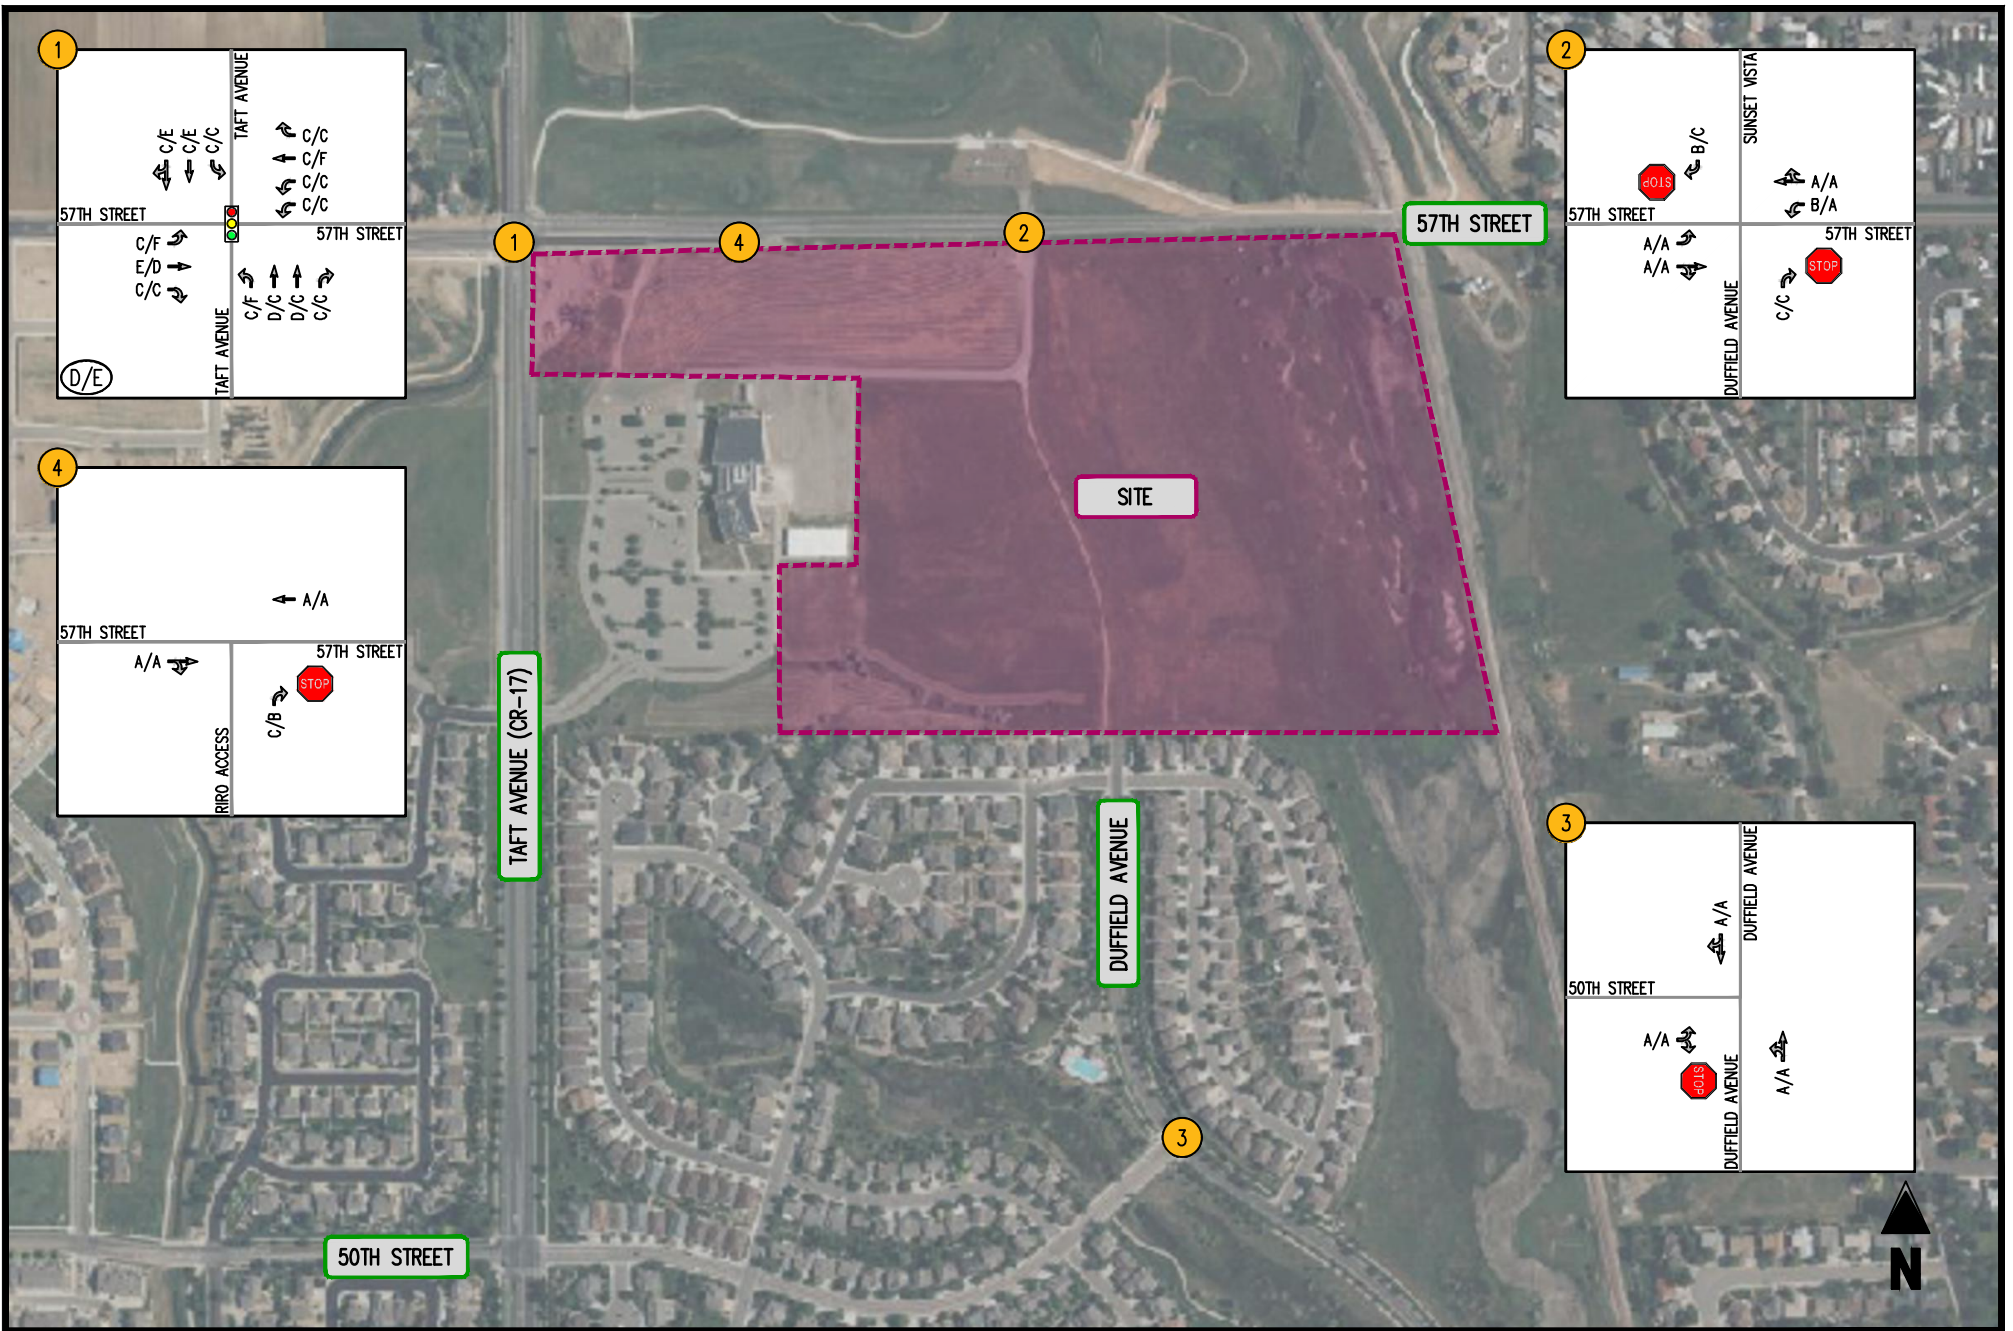 1
TAFT AVENUE
C/E
C/E
C/C
C/C
C/F
C/C
C/C
57TH STREET
57TH STREET
C/F
E/D
C/C
C/F
D/C
D/C
C/C
TAFT AVENUE
D/E
2
SUNSET VISTA
B/C
STOP
A/A
B/A
57TH STREET
57TH STREET
A/A
A/A
STOP
C/C
DUFFIELD AVENUE
1
4
2
57TH STREET
SITE
4
A/A
57TH STREET
57TH STREET
A/A
STOP
C/B
RIRO ACCESS
TAFT AVENUE (CR-17)
DUFFIELD AVENUE
3
DUFFIELD AVENUE
A/A
50TH STREET
A/A
STOP
A/A
DUFFIELD AVENUE
3
50TH STREET
N